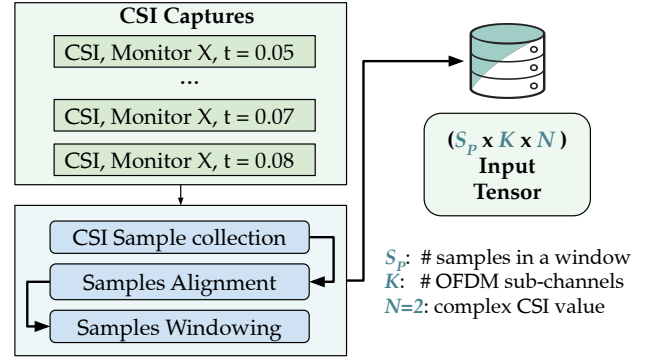 CSI Captures
CSI, Monitor X, t = 0.05
...
CSI, Monitor X, t = 0.07
CSI, Monitor X, t = 0.08
CSI Sample collection
Samples Alignment
Samples Windowing
(S_P x K x N )
Input
Tensor
S_P: # samples in a window
K: # OFDM sub-channels
N=2: complex CSI value